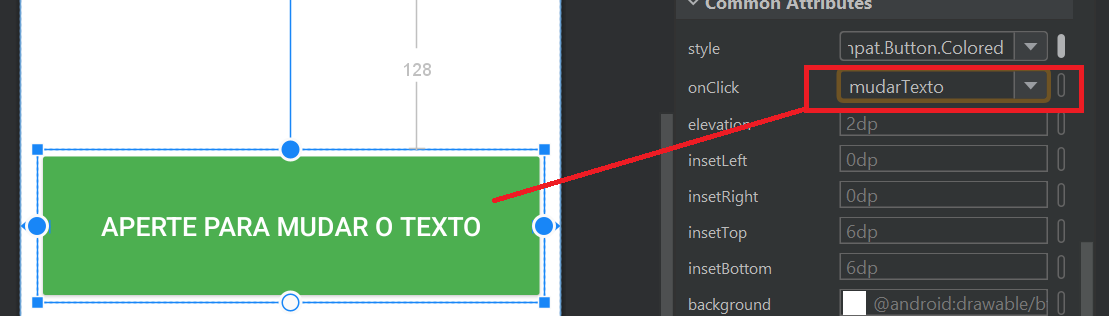 Common Attributes
style
npat.Button.Colored
128
onClick
mudarTexto
elevation
2dp
insetLeft
0dp
insetRight
0dp
APERTE PARA MUDAR O TEXTO
insetTop
6dp
insetBottom
6dp
background
@android:drawable/b